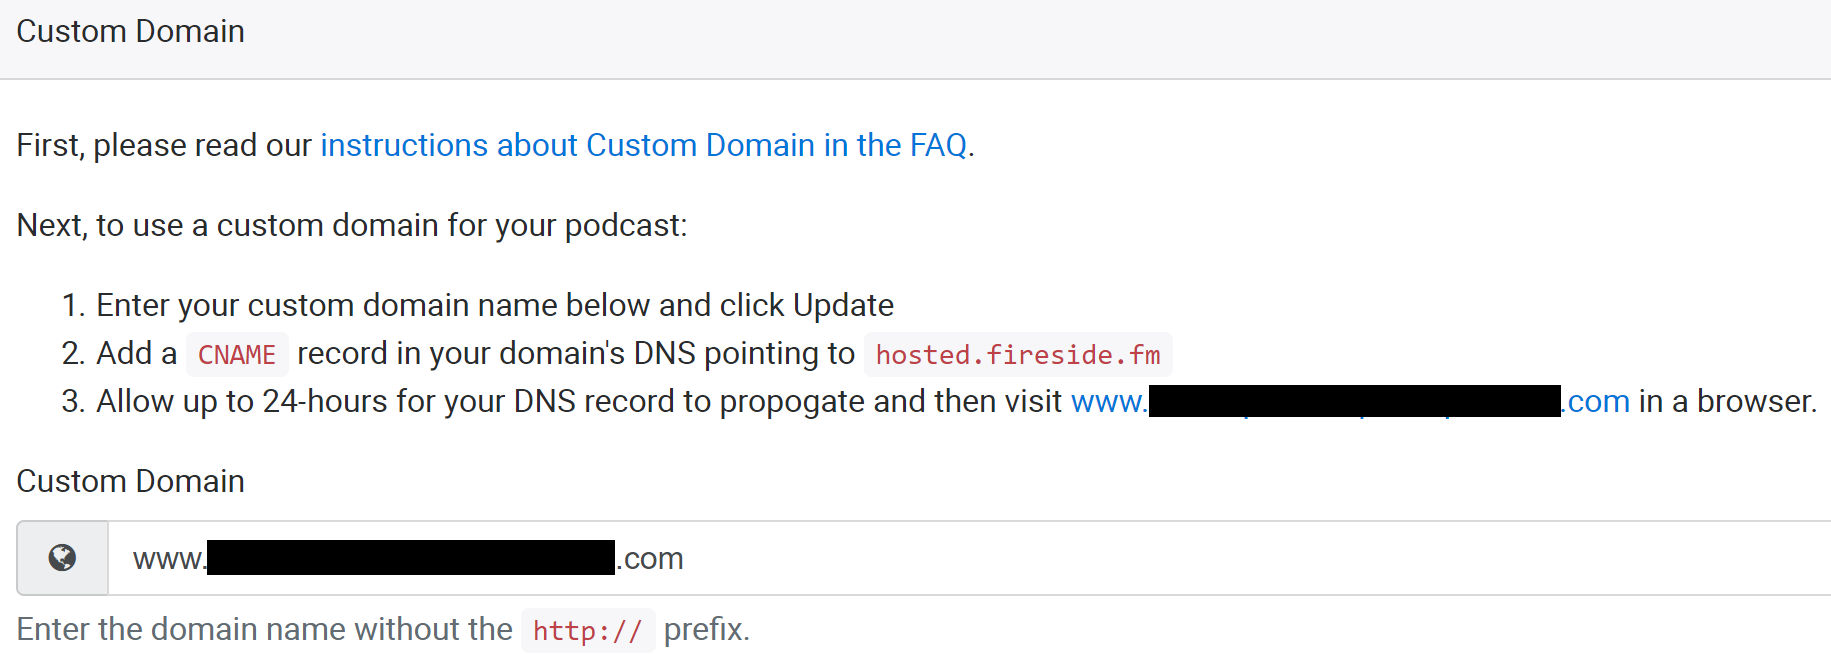 Custom Domain
First, please read our instructions about Custom Domain in the FAQ.
Next, to use a custom domain for your podcast:
1. Enter your custom domain name below and click Update
2. Add a CNAME record in your domain's DNS pointing to hosted.fireside.fm
3. Allow up to 24-hours for your DNS record to propogate and then visit www. .com in a browser.
Custom Domain
www. .com
Enter the domain name without the http:// prefix.